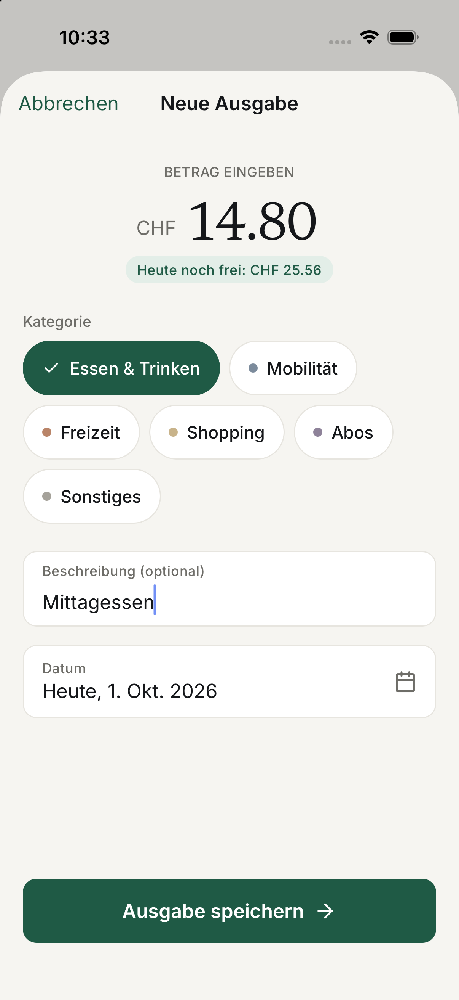 10:33
Abbrechen Neue Ausgabe
BETRAG EINGEBEN
CHF 14.80
Heute noch frei: CHF 25.56
Kategorie
Essen & Trinken Mobilität
Freizeit Shopping Abos
Sonstiges
Beschreibung (optional)
Mittagessen
Datum
Heute, 1. Okt. 2026
Ausgabe speichern